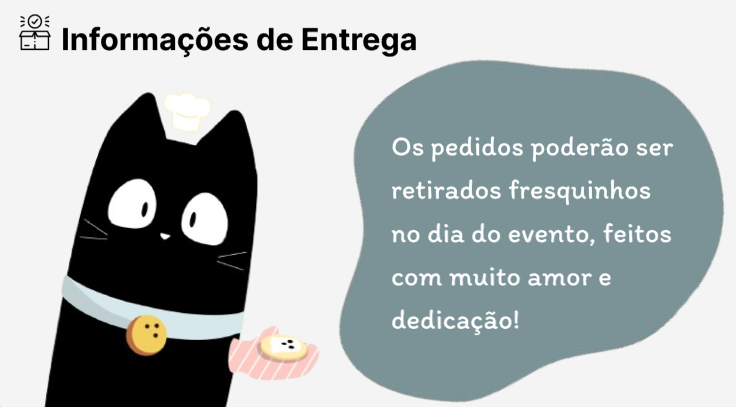 Informações de Entrega
Os pedidos poderão ser
retirados fresquinhos
no dia do evento, feitos
com muito amor e
dedicação!